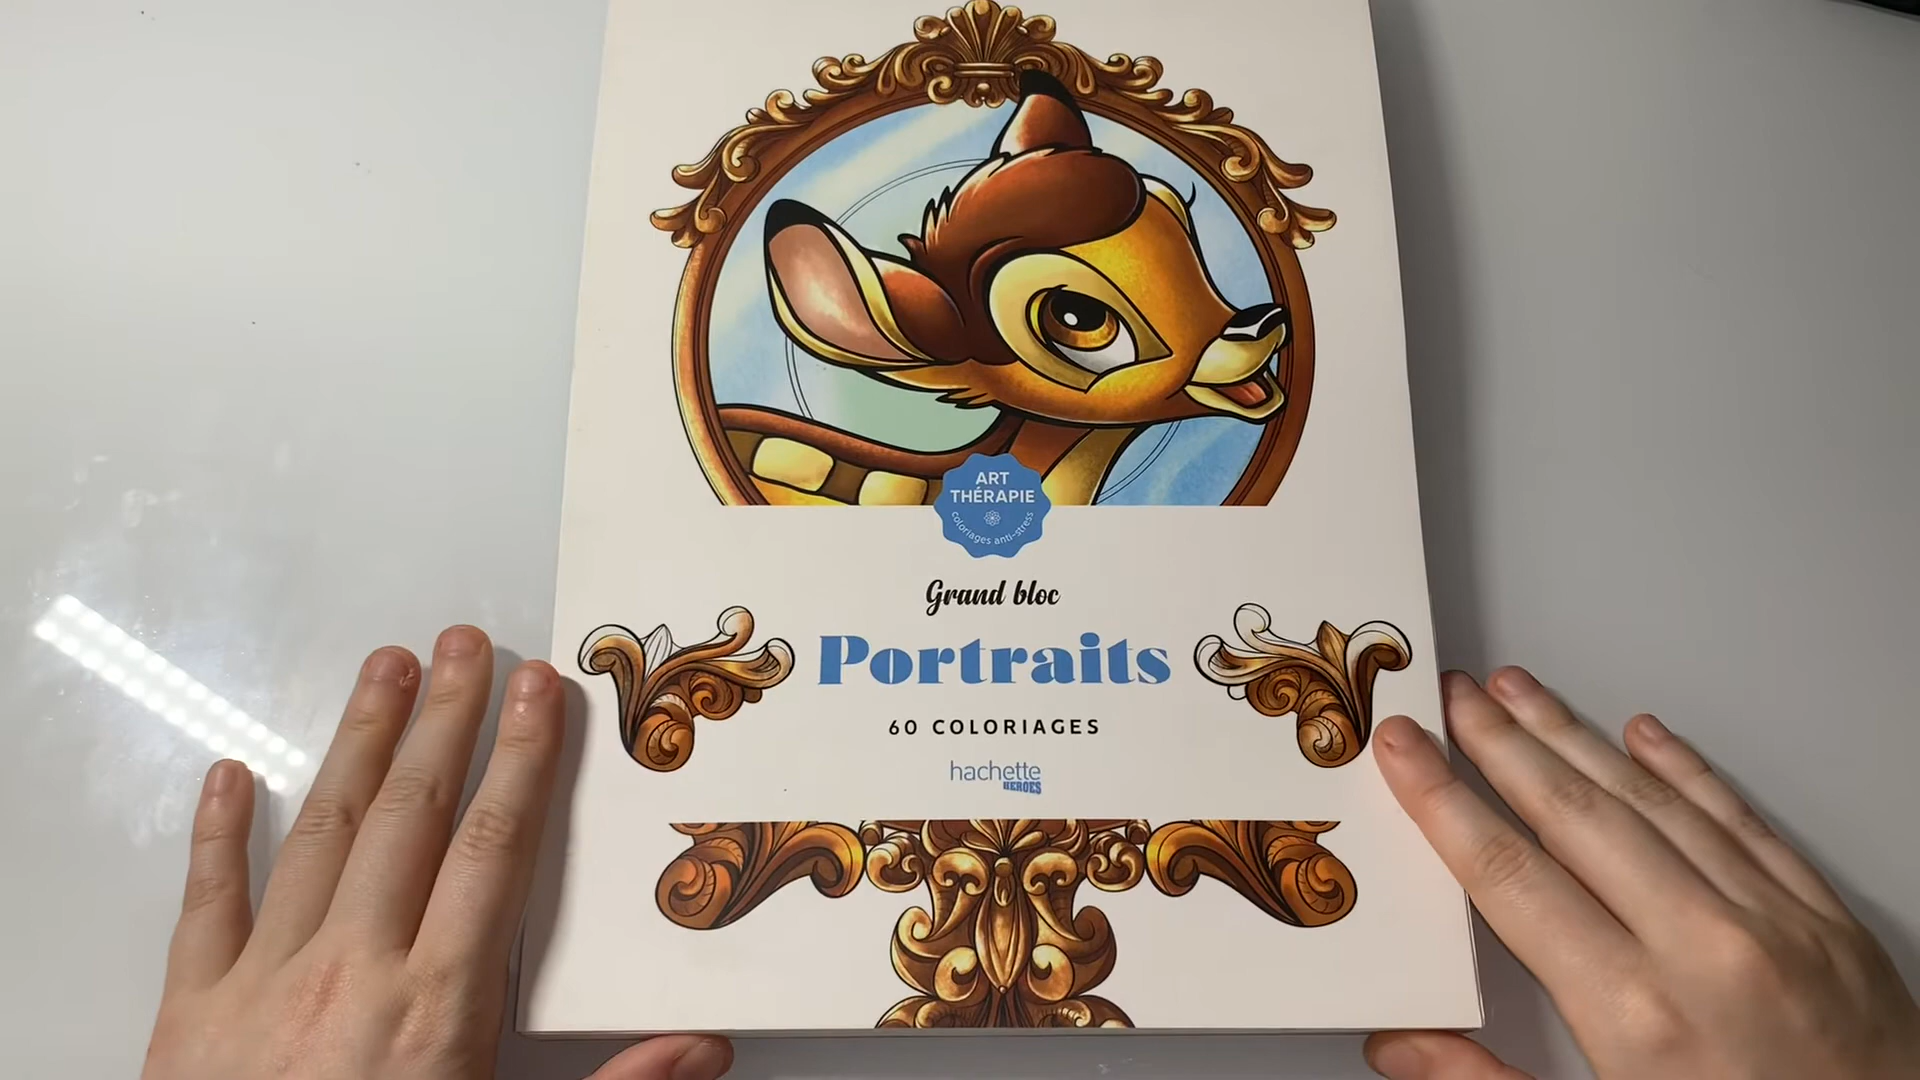 ART
THÉRAPIE
coloriages anti-stress
Grand bloc
Portraits
60 COLORIAGES
hachette
HEROES